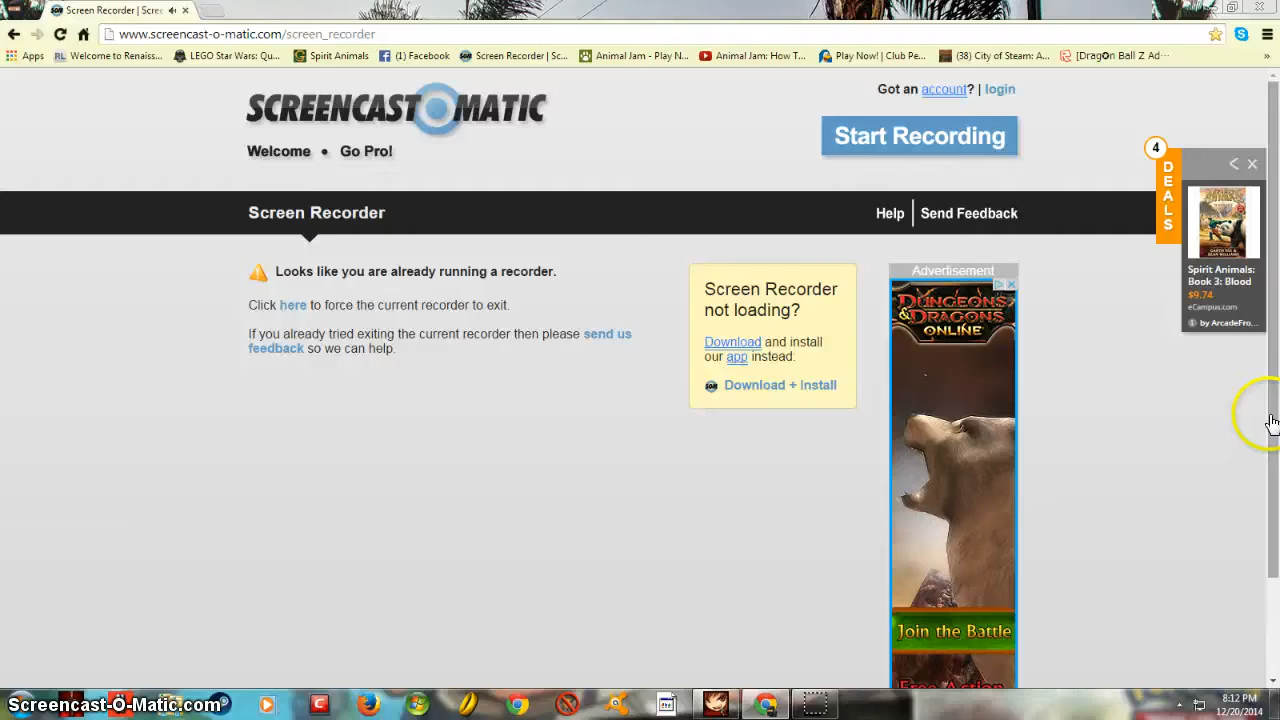 Screen Recorder | Scree
www.screencast-o-matic.com/screen_recorder
Apps
Welcome to Renaiss...
LEGO Star Wars: Qu...
Spirit Animals
(1) Facebook
Screen Recorder | Sc...
Animal Jam - Play N...
Animal Jam: How T...
Play Now! | Club Pe...
(38) City of Steam: A...
[DragØn Ball Z Ad...
»
SCREENCAST O MATIC
Got an account? | login
Start Recording
Welcome • Go Pro!
4
DEALS
Screen Recorder
Help | Send Feedback
Spirit Animals:
Book 3: Blood
$9.74
eCampus.com
by ArcadeFro...
Looks like you are already running a recorder.
Click here to force the current recorder to exit.
If you already tried exiting the current recorder then please send us
feedback so we can help.
Screen Recorder
not loading?
Download and install
our app instead:
Download + Install
Advertisement
DUNGEONS
& DRAGONS
ONLINE
Join the Battle
Free Action
Screencast-O-Matic.com
8:12 PM
12/20/2014